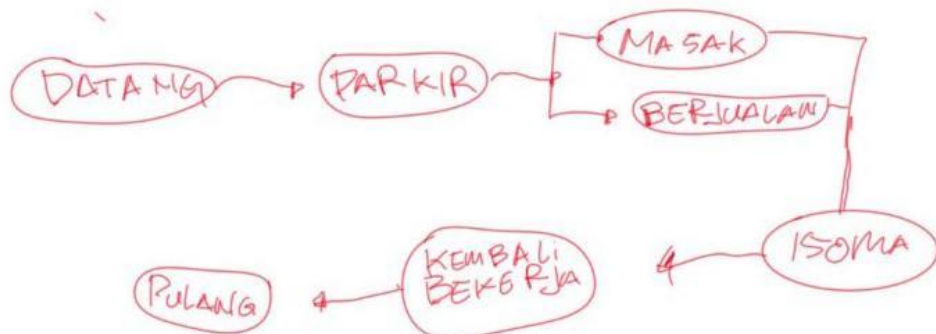 DATANG
PARKIR
MASAK
BERJUALAN
ISOMA
KEMBALI
BEKERJA
PULANG